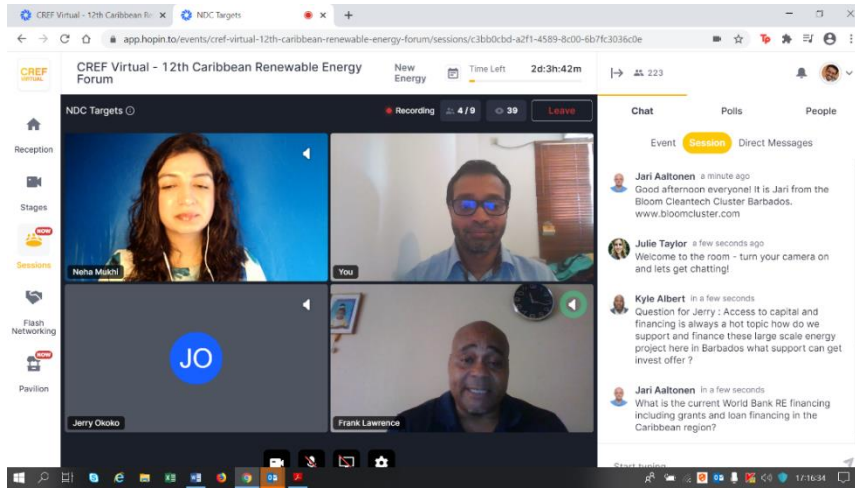 CREF Virtual - 12th Caribbean Re
NDC Targets
app.hopin.to/events/cref-virtual-12th-caribbean-renewable-energy-forum/sessions/c3bb0cbd-a2f1-4589-8c00-6b7fc3036c0e
CREF
VIRTUAL
CREF Virtual - 12th Caribbean Renewable Energy
Forum
New
Energy
Time Left
2d:3h:42m
223
Reception
Stages
NOW
Sessions
Flash
Networking
NOW
Pavilion
NDC Targets
Recording
4/9
39
Leave
Neha Mukhi
You
JO
Jerry Okoko
Frank Lawrence
Chat
Polls
People
Event
Session
Direct Messages
Jari Aaltonen a minute ago
Good afternoon everyone! It is Jari from the
Bloom Cleantech Cluster Barbados.
www.bloomcluster.com
Julie Taylor a few seconds ago
Welcome to the room - turn your camera on
and lets get chatting!
Kyle Albert in a few seconds
Question for Jerry : Access to capital and
financing is always a hot topic how do we
support and finance these large scale energy
project here in Barbados what support can get
invest offer ?
Jari Aaltonen in a few seconds
What is the current World Bank RE financing
including grants and loan financing in the
Caribbean region?
Start typing
17:16:34